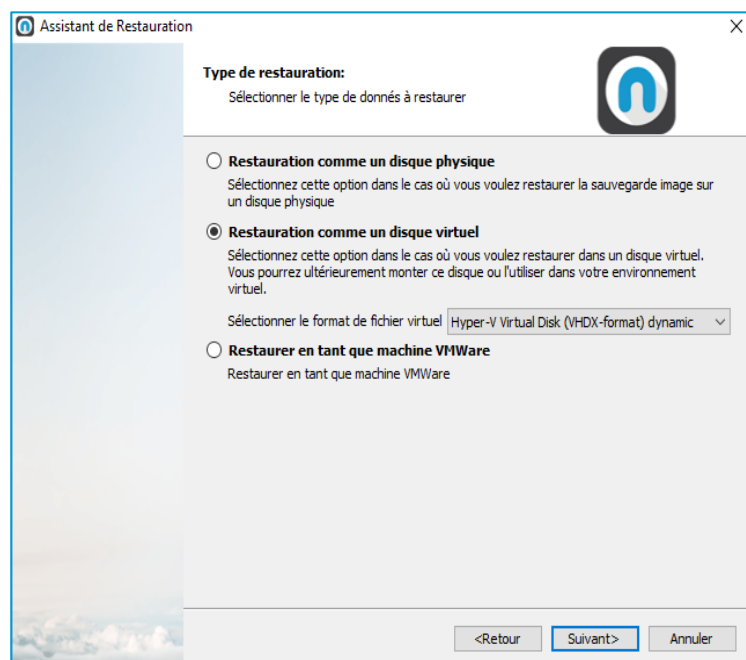 Assistant de Restauration
Type de restauration:
Sélectionner le type de donnés à restaurer
Restauration comme un disque physique
Sélectionnez cette option dans le cas où vous voulez restaurer la sauvegarde image sur
un disque physique
Restauration comme un disque virtuel
Sélectionnez cette option dans le cas où vous voulez restaurer dans un disque virtuel.
Vous pourrez ultérieurement monter ce disque ou l'utiliser dans votre environnement
virtuel.
Sélectionner le format de fichier virtuel Hyper-V Virtual Disk (VHDX-format) dynamic
Restaurer en tant que machine VMWare
Restaurer en tant que machine VMWare
<Retour Suivant> Annuler